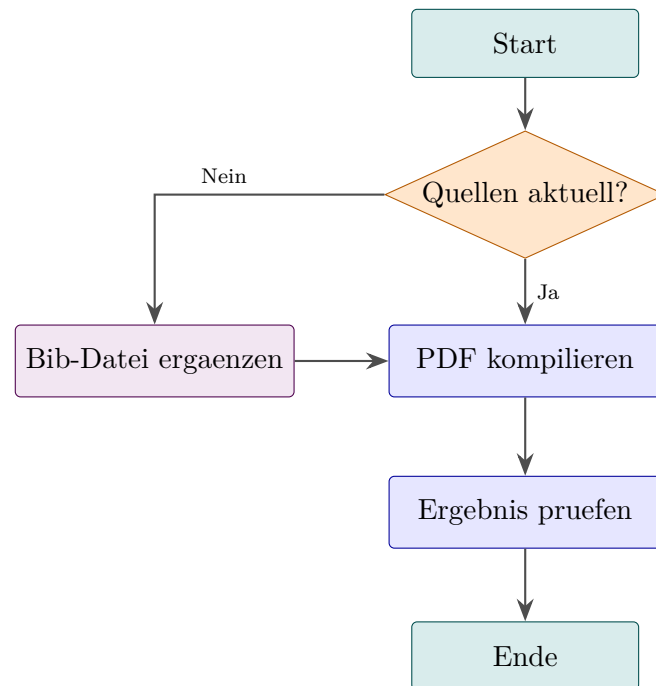 Start
Quellen aktuell?
Nein
Ja
Bib-Datei ergaenzen
PDF kompilieren
Ergebnis pruefen
Ende